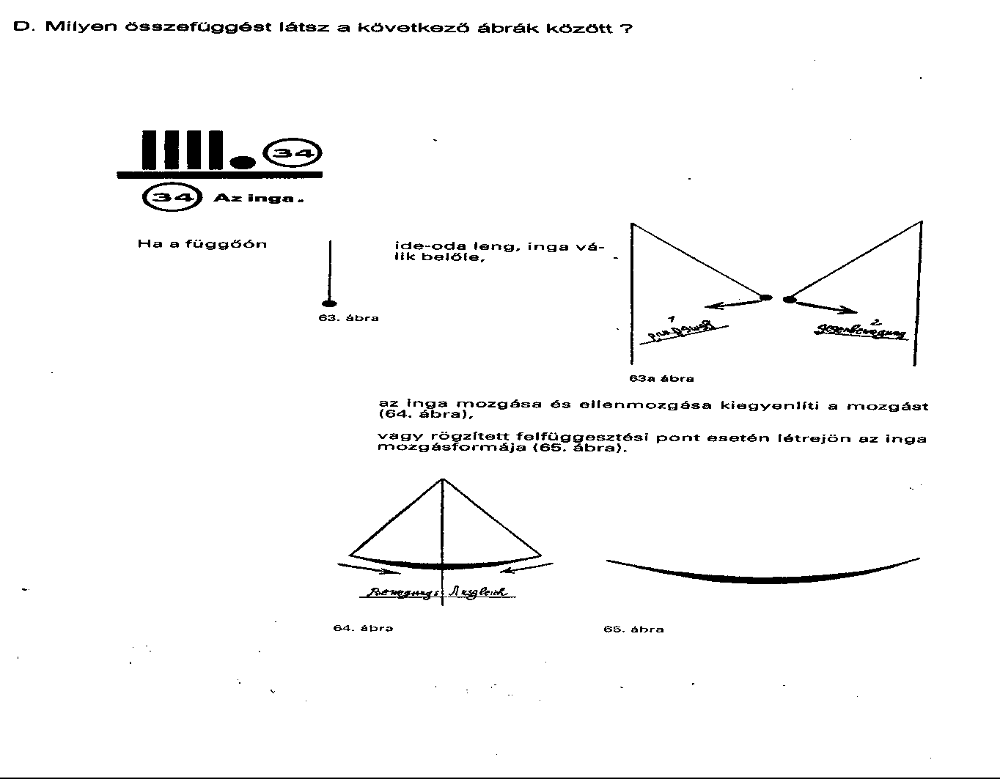 D. Milyen összefüggést látsz a következő ábrák között ?
34
34 Az inga.
Ha a függőón
ide-oda leng, inga vá-
lik belőle,
63. ábra
1
2
Gegenbewegung
63a ábra
az inga mozgása és ellenmozgása kiegyenlíti a mozgást
(64. ábra),
vagy rögzített felfüggesztési pont esetén létrejön az inga
mozgásformája (65. ábra).
Bewegungs Ausgleich
64. ábra
65. ábra